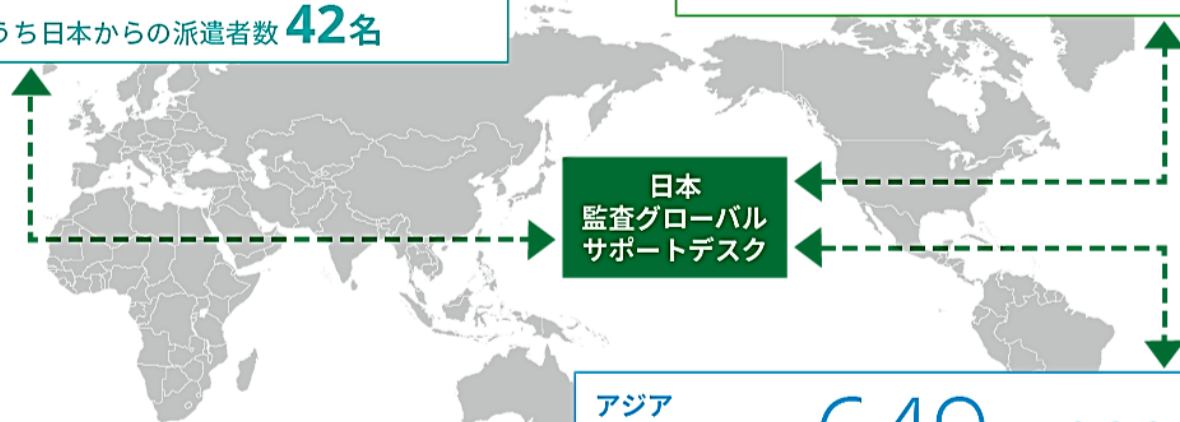 うち日本からの派遣者数 42名
日本
監査グローバル
サポートデスク
アジア